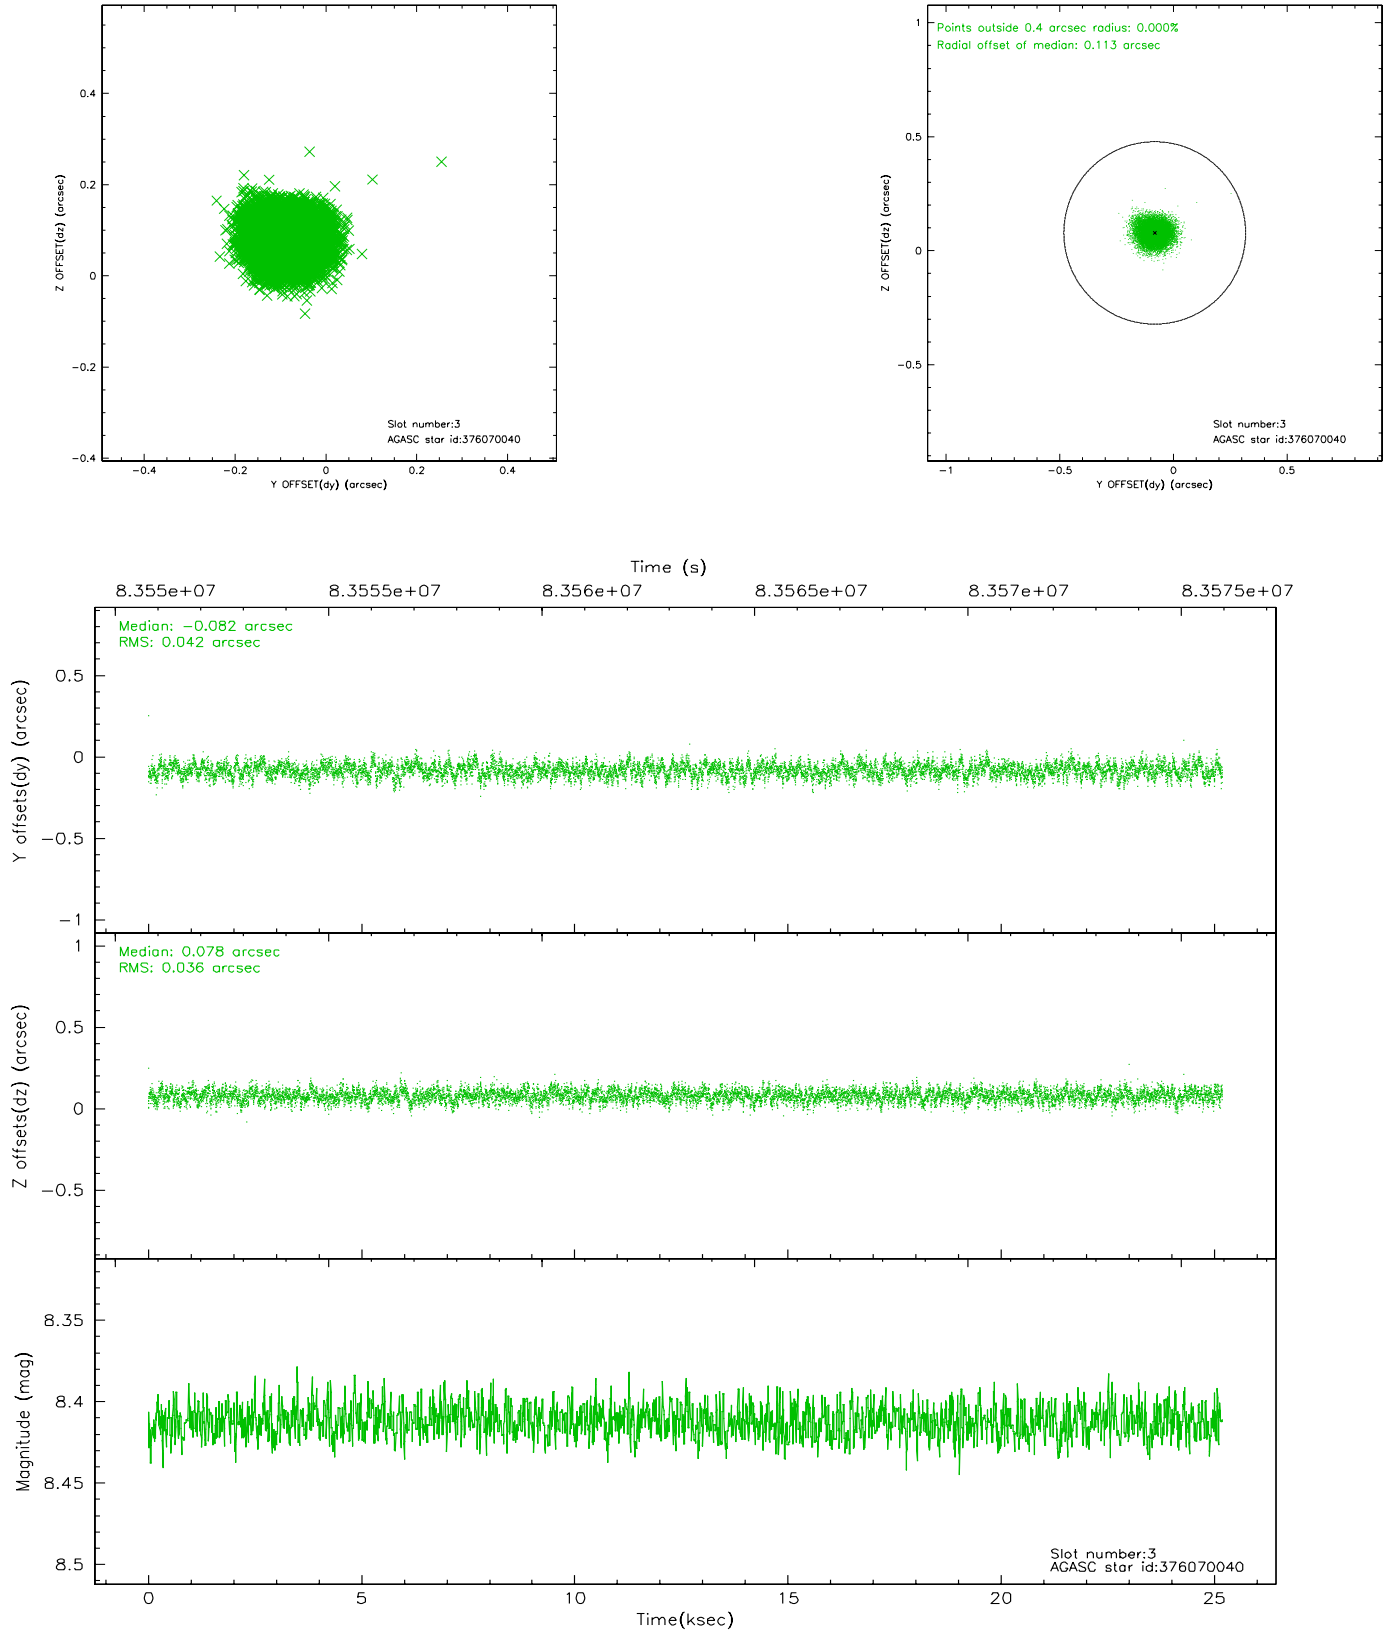 0.4
0.2
0
−0.2
−0.4
Z OFFSET(dz) (arcsec)
Slot number:3
AGASC star id:376070040
−0.4 −0.2 0 0.2 0.4
Y OFFSET(dy) (arcsec)
Points outside 0.4 arcsec radius: 0.000%
Radial offset of median: 0.113 arcsec
1
0.5
0
−0.5
Z OFFSET(dz) (arcsec)
Slot number:3
AGASC star id:376070040
−1 −0.5 0 0.5
Y OFFSET(dy) (arcsec)
Time (s)
8.355e+07 8.3555e+07 8.356e+07 8.3565e+07 8.357e+07 8.3575e+07
Median: −0.082 arcsec
RMS: 0.042 arcsec
0.5
0
−0.5
−1
Y offsets(dy) (arcsec)
Median: 0.078 arcsec
RMS: 0.036 arcsec
1
0.5
0
−0.5
Z offsets(dz) (arcsec)
8.35
8.4
8.45
8.5
Magnitude (mag)
Slot number:3
AGASC star id:376070040
0 5 10 15 20 25
Time(ksec)